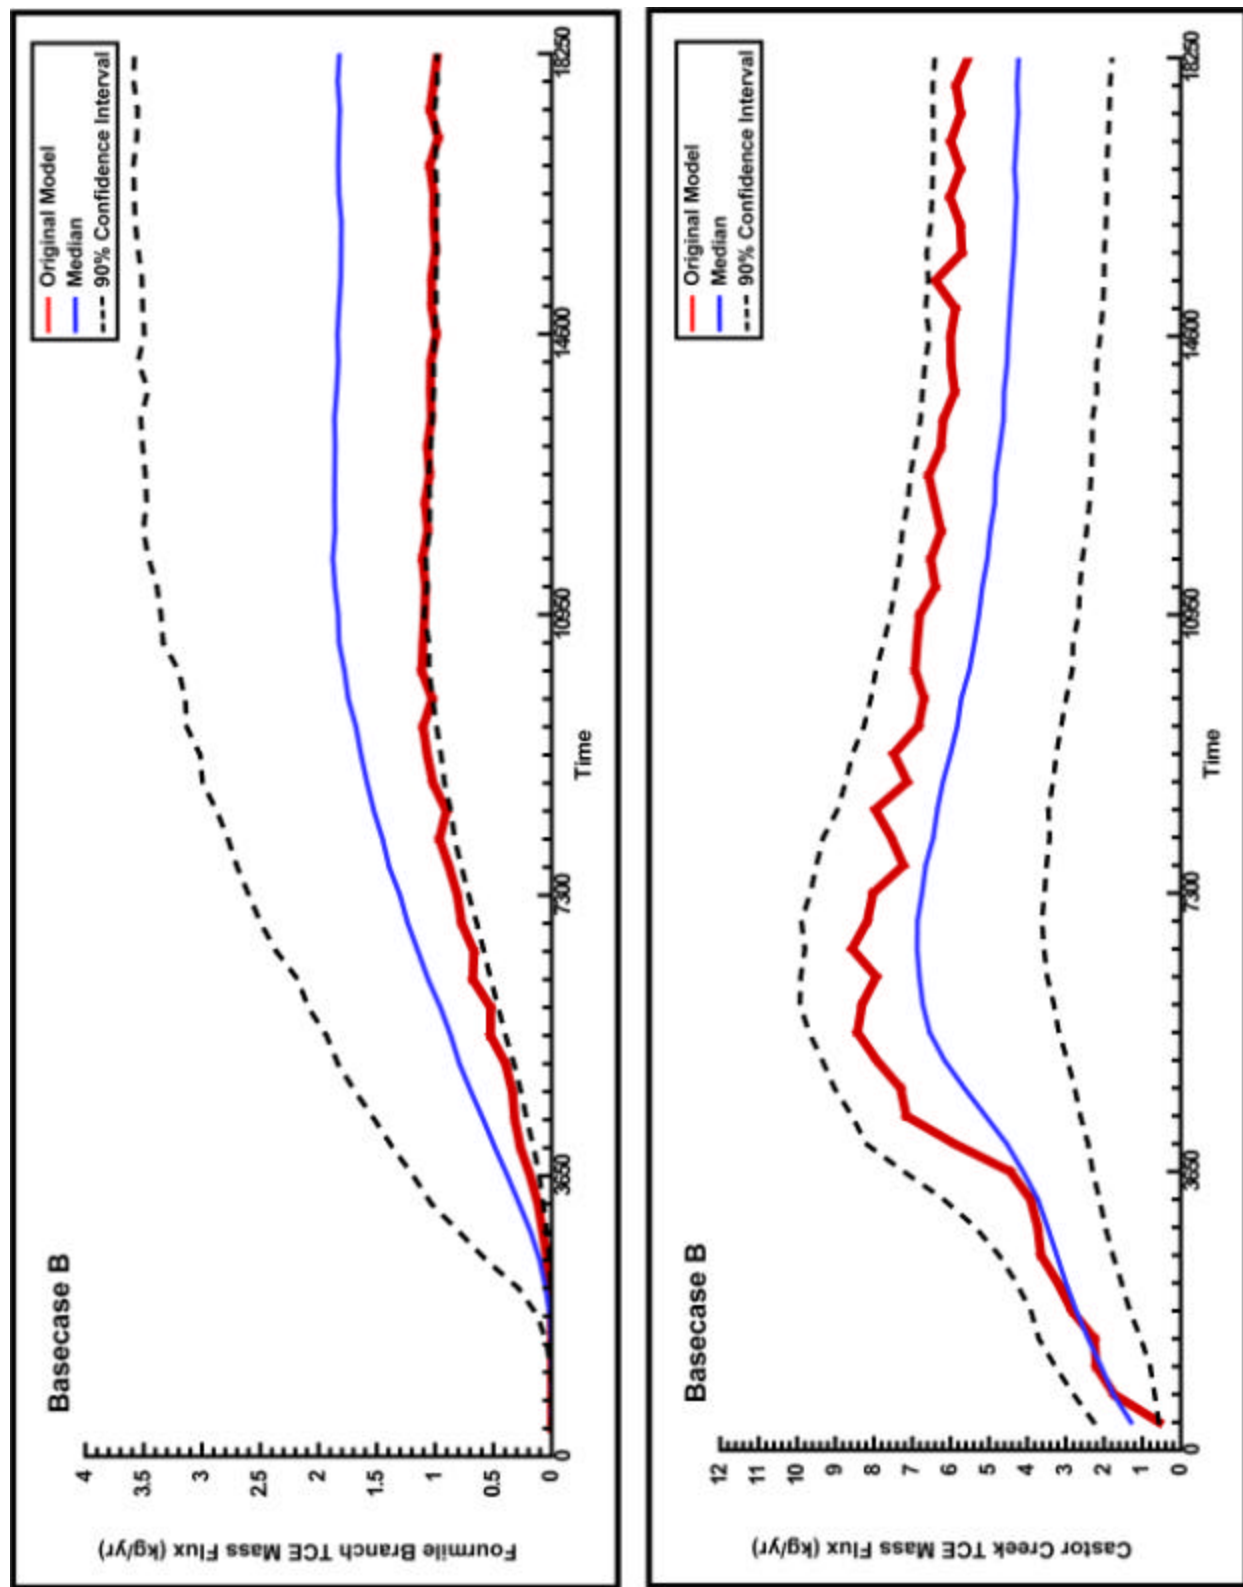 Basecase B
Original Model
Median
90% Confidence Interval
Fourmile Branch TCE Mass Flux (kg/yr)
4
3.5
3
2.5
2
1.5
1
0.5
0
0
3650
7300
10950
14600
18250
Time
Basecase B
Original Model
Median
90% Confidence Interval
Castor Creek TCE Mass Flux (kg/yr)
12
11
10
9
8
7
6
5
4
3
2
1
0
0
3650
7300
10950
14600
18250
Time